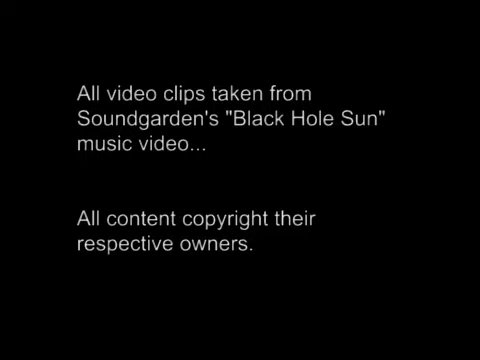 All video clips taken from
Soundgarden's "Black Hole Sun"
music video...
All content copyright their
respective owners.